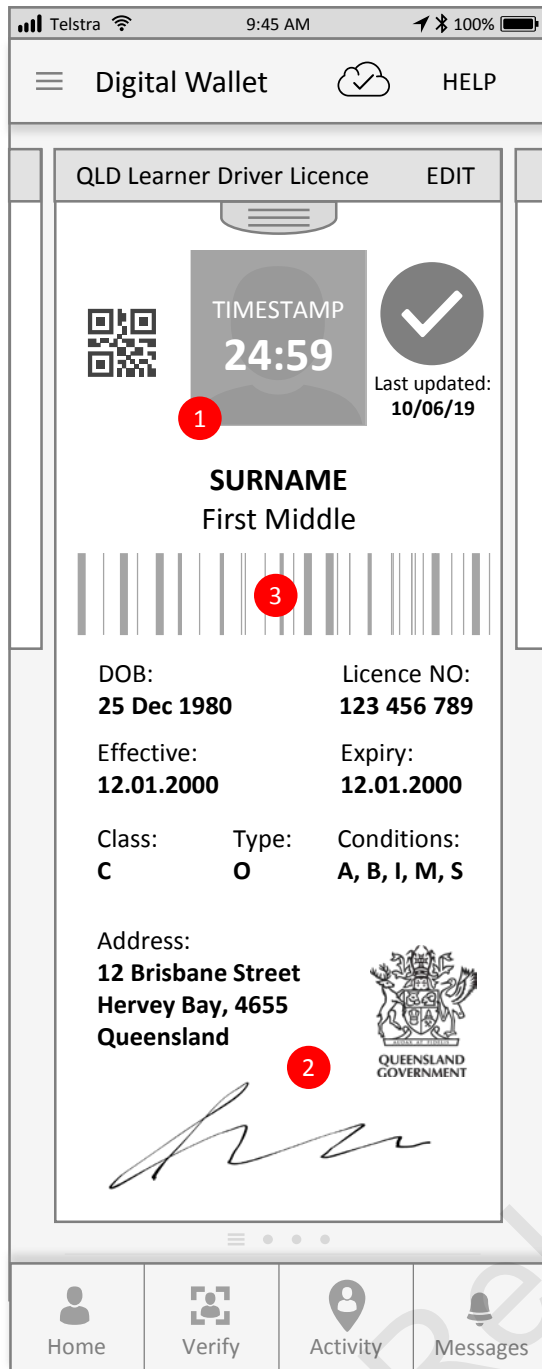 Telstra 9:45 AM 100%
Digital Wallet HELP
QLD Learner Driver Licence EDIT
TIMESTAMP
24:59
Last updated:
10/06/19
1
SURNAME
First Middle
3
DOB: Licence NO:
25 Dec 1980 123 456 789
Effective: Expiry:
12.01.2000 12.01.2000
Class: Type: Conditions:
C O A, B, I, M, S
Address:
12 Brisbane Street
Hervey Bay, 4655
Queensland
2
QUEENSLAND
GOVERNMENT
Home Verify Activity Messages